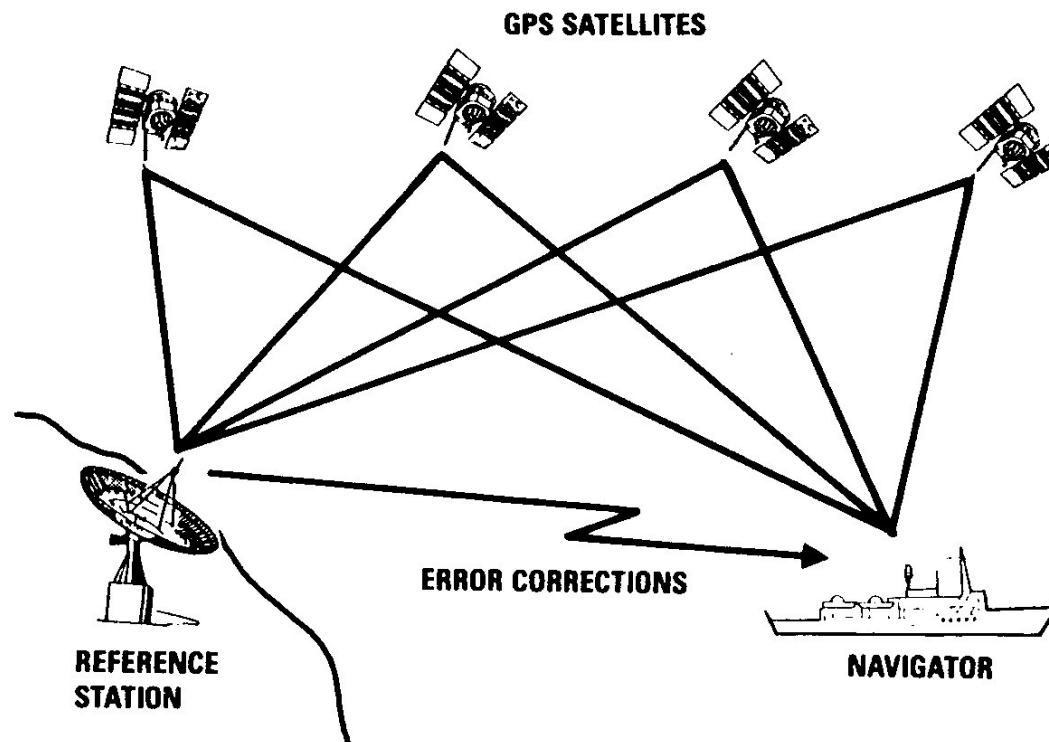 GPS SATELLITES
ERROR CORRECTIONS
REFERENCE
STATION
NAVIGATOR